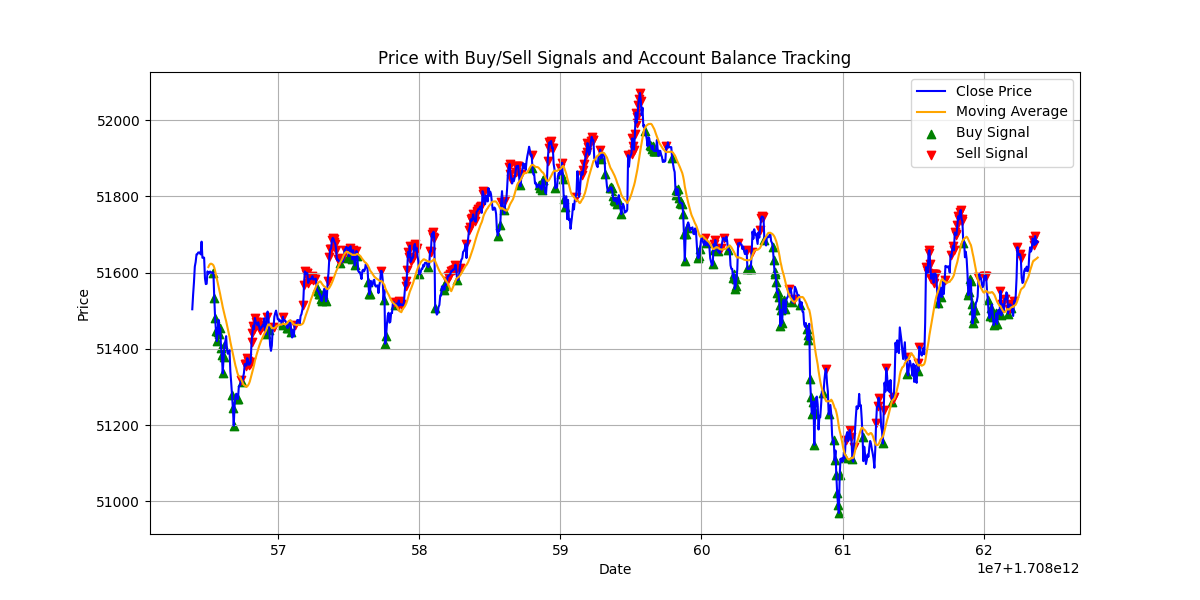 Price with Buy/Sell Signals and Account Balance Tracking
Close Price
Moving Average
Buy Signal
Sell Signal
52000
51800
51600
51400
51200
51000
Price
57 58 59 60 61 62
Date
1e7+1.708e12